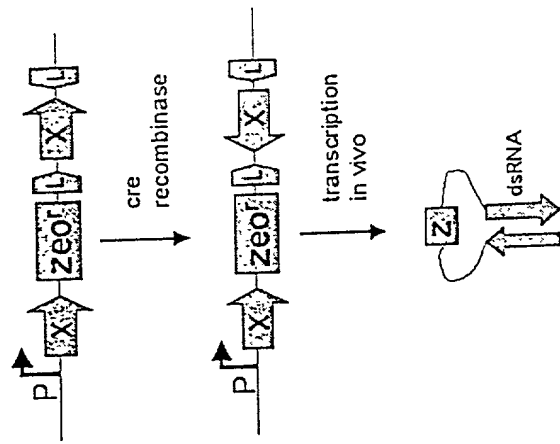 P X zeoʳ L X L
cre
recombinase
P X zeoʳ L X L
transcription
in vivo
Z
dsRNA